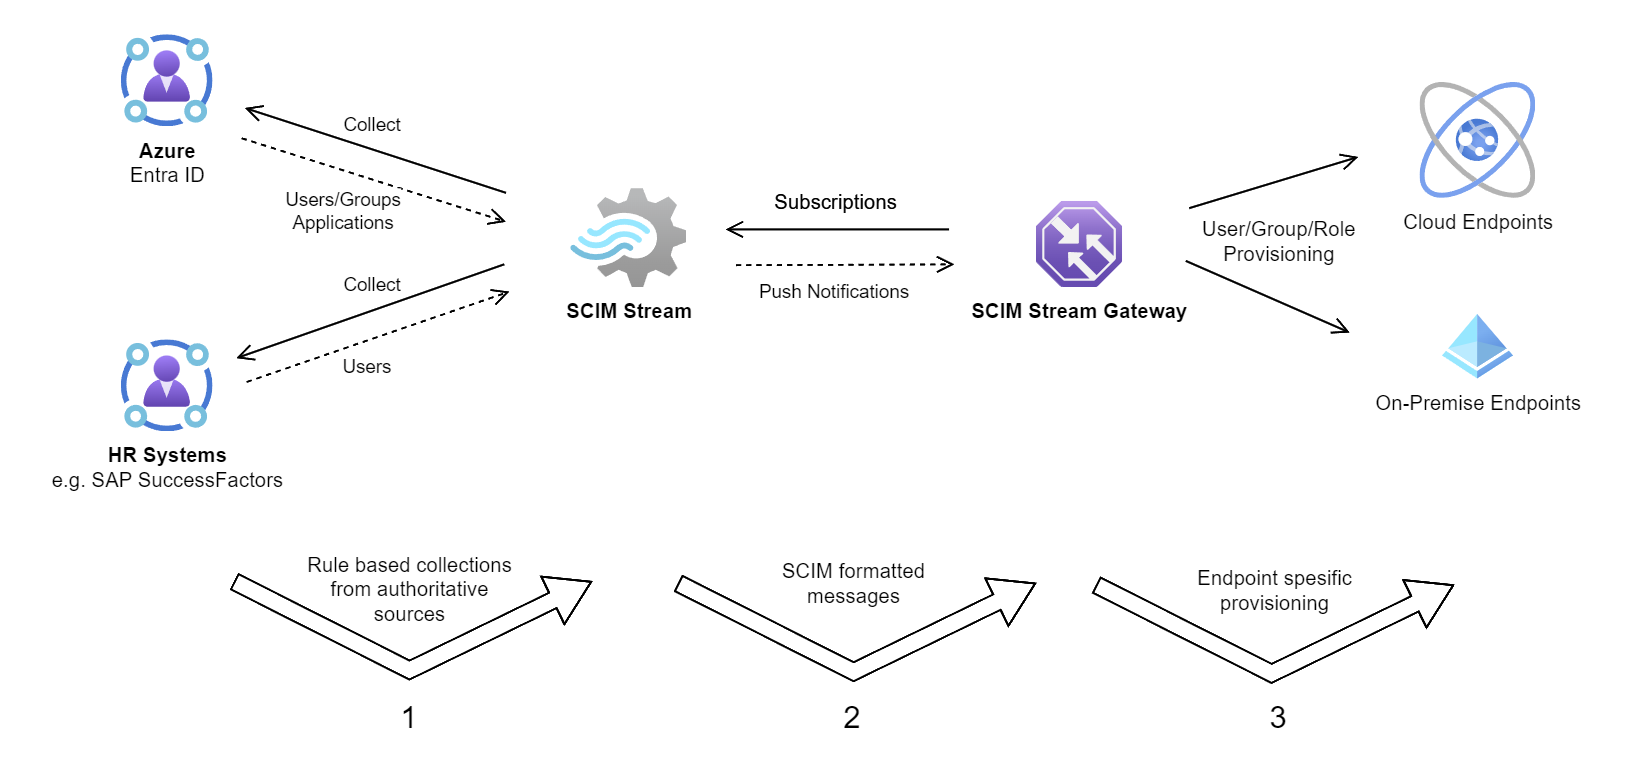 Azure
Entra ID
Collect
Users/Groups
Applications
Collect
Users
HR Systems
e.g. SAP SuccessFactors
SCIM Stream
Subscriptions
Push Notifications
SCIM Stream Gateway
User/Group/Role
Provisioning
Cloud Endpoints
On-Premise Endpoints
Rule based collections
from authoritative
sources
1
SCIM formatted
messages
2
Endpoint spesific
provisioning
3